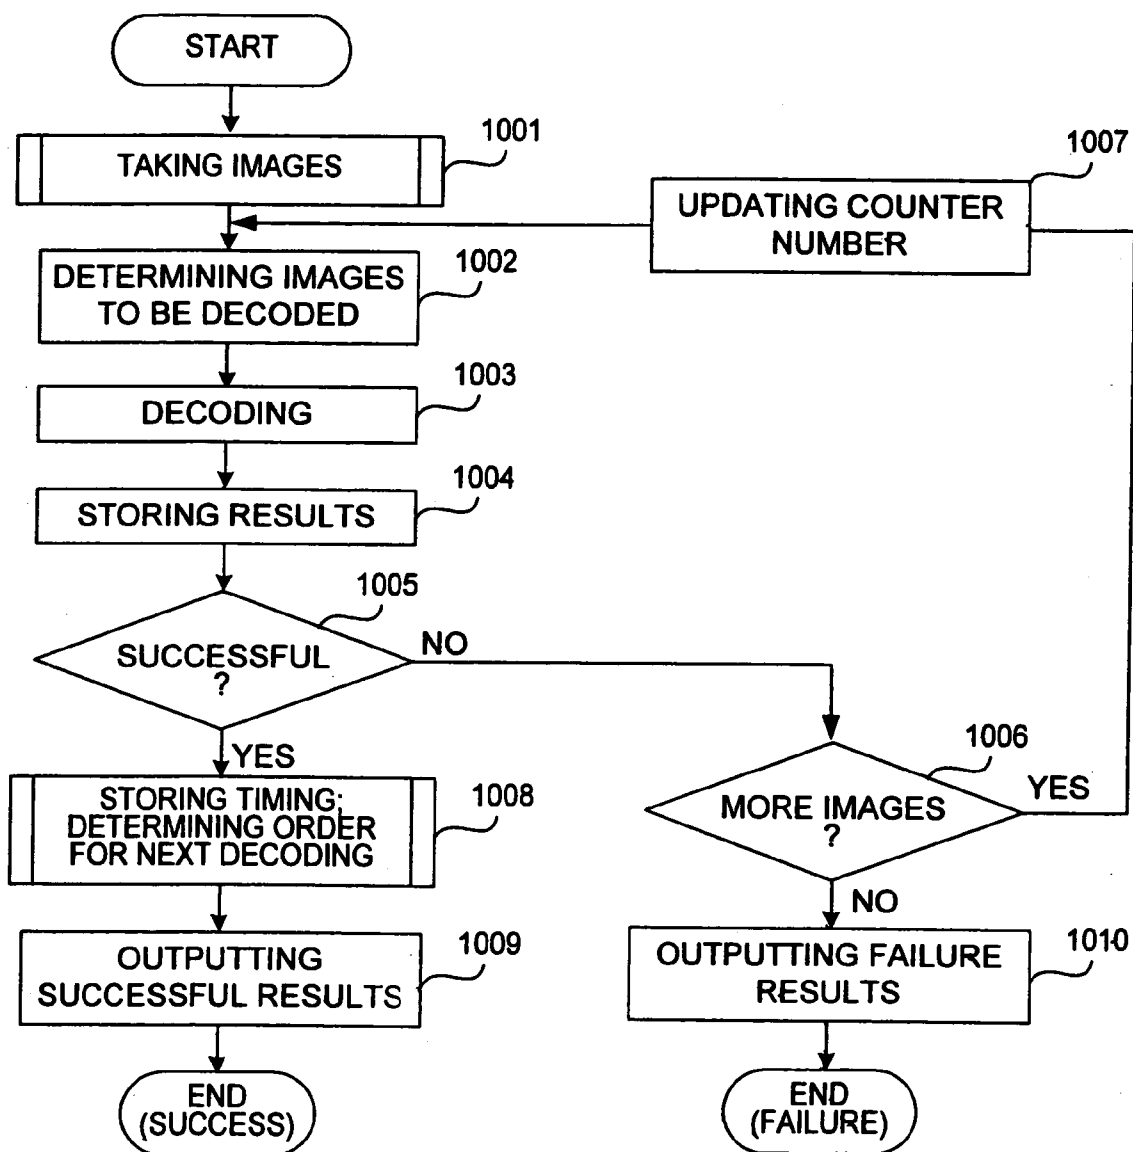 START
1001
TAKING IMAGES
1007
UPDATING COUNTER
NUMBER
1002
DETERMINING IMAGES
TO BE DECODED
1003
DECODING
1004
STORING RESULTS
1005
SUCCESSFUL
?
NO
YES
1006
MORE IMAGES
?
YES
NO
1008
STORING TIMING;
DETERMINING ORDER
FOR NEXT DECODING
1009
OUTPUTTING
SUCCESSFUL RESULTS
1010
OUTPUTTING FAILURE
RESULTS
END
(SUCCESS)
END
(FAILURE)